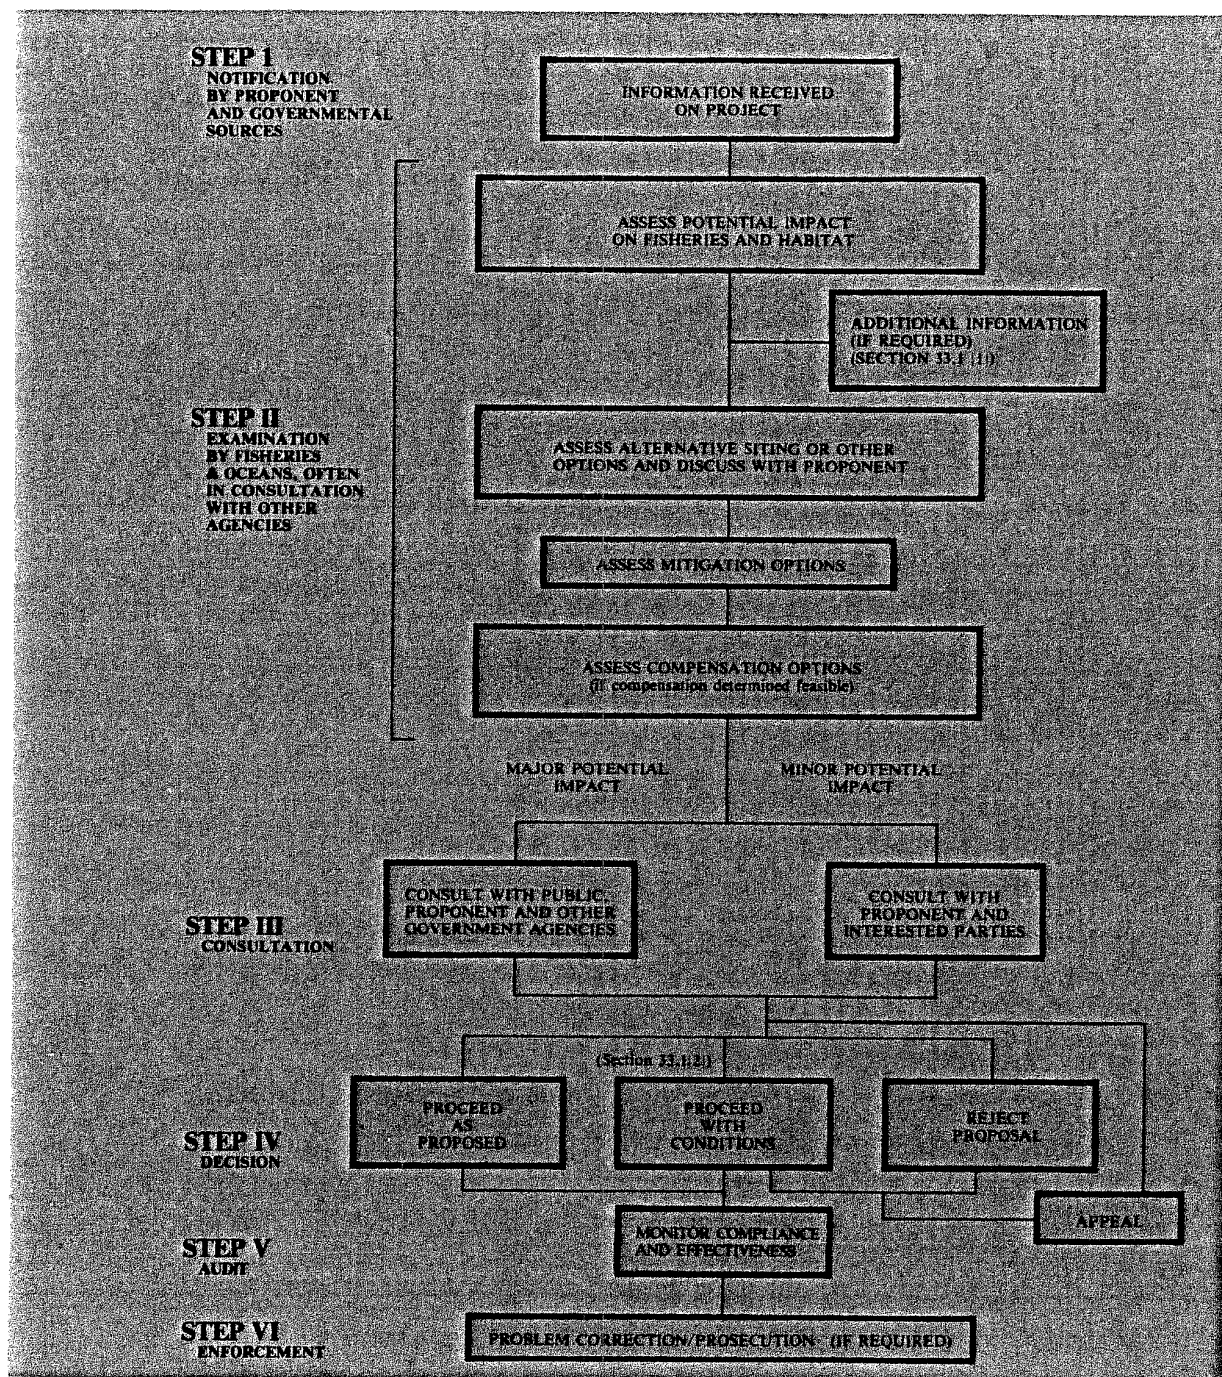 STEP 1
NOTIFICATION
BY PROPONENT
AND GOVERNMENTAL
SOURCES
INFORMATION RECEIVED
ON PROJECT
ASSESS POTENTIAL IMPACT
ON FISHERIES AND HABITAT
ADDITIONAL INFORMATION
(IF REQUIRED)
(SECTION 33.1(1))
STEP II
EXAMINATION
BY FISHERIES
& OCEANS, OFTEN
IN CONSULTATION
WITH OTHER
AGENCIES
ASSESS ALTERNATIVE SITING OR OTHER
OPTIONS AND DISCUSS WITH PROPONENT
ASSESS MITIGATION OPTIONS
ASSESS COMPENSATION OPTIONS
(if compensation determined feasible)
MAJOR POTENTIAL
IMPACT
MINOR POTENTIAL
IMPACT
STEP III
CONSULTATION
CONSULT WITH PUBLIC,
PROPONENT AND OTHER
GOVERNMENT AGENCIES
CONSULT WITH
PROPONENT AND
INTERESTED PARTIES
(Section 33.1(2))
STEP IV
DECISION
PROCEED
AS
PROPOSED
PROCEED
WITH
CONDITIONS
REJECT
PROPOSAL
APPEAL
STEP V
AUDIT
MONITOR COMPLIANCE
AND EFFECTIVENESS
STEP VI
ENFORCEMENT
PROBLEM CORRECTION/PROSECUTION (IF REQUIRED)